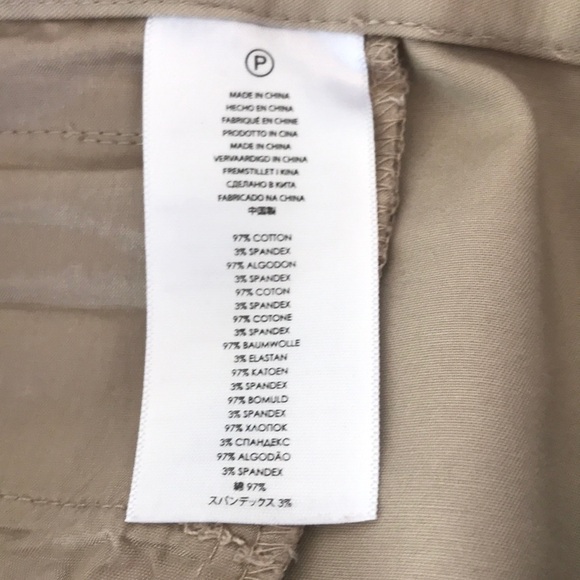 P
MADE IN CHINA
HECHO EN CHINA
FABRIQUÉ EN CHINE
PRODOTTO IN CINA
MADE IN CHINA
VERVAARDIGD IN CHINA
FREMSTILLET I KINA
СДЕЛАНО В КИТА
FABRICADO NA CHINA
中国製
97% COTTON
3% SPANDEX
97% ALGODON
3% SPANDEX
97% COTON
3% SPANDEX
97% COTONE
3% SPANDEX
97% BAUMWOLLE
3% ELASTAN
97% KATOEN
3% SPANDEX
97% BOMULD
3% SPANDEX
97% ХЛОПОК
3% СПАНДЕКС
97% ALGODÃO
3% SPANDEX
綿 97%
スパンデックス 3%